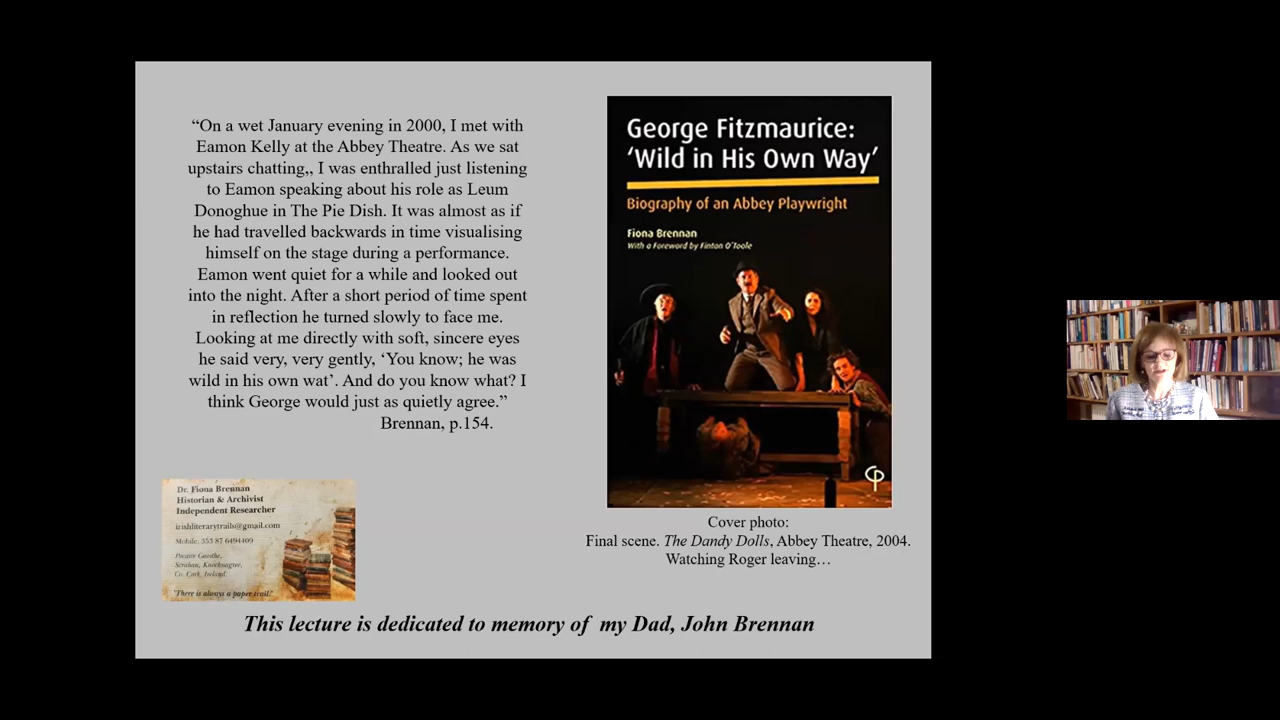 “On a wet January evening in 2000, I met with
Eamon Kelly at the Abbey Theatre. As we sat
upstairs chatting,, I was enthralled just listening
to Eamon speaking about his role as Leum
Donoghue in The Pie Dish. It was almost as if
he had travelled backwards in time visualising
himself on the stage during a performance.
Eamon went quiet for a while and looked out
into the night. After a short period of time spent
in reflection he turned slowly to face me.
Looking at me directly with soft, sincere eyes
he said very, very gently, ‘You know; he was
wild in his own wat’. And do you know what? I
think George would just as quietly agree.”
Brennan, p.154.
George Fitzmaurice:
‘Wild in His Own Way’
Biography of an Abbey Playwright
Fiona Brennan
With a Foreword by Fintan O'Toole
Cover photo:
Final scene. The Dandy Dolls, Abbey Theatre, 2004.
Watching Roger leaving…
Dr. Fiona Brennan
Historian & Archivist
Independent Researcher
irishliterarytrails@gmail.com
Mobile: 353 87 6494409
Scrahan, Knocknagree,
Co. Cork, Ireland.
"There is always a paper trail."
This lecture is dedicated to memory of my Dad, John Brennan